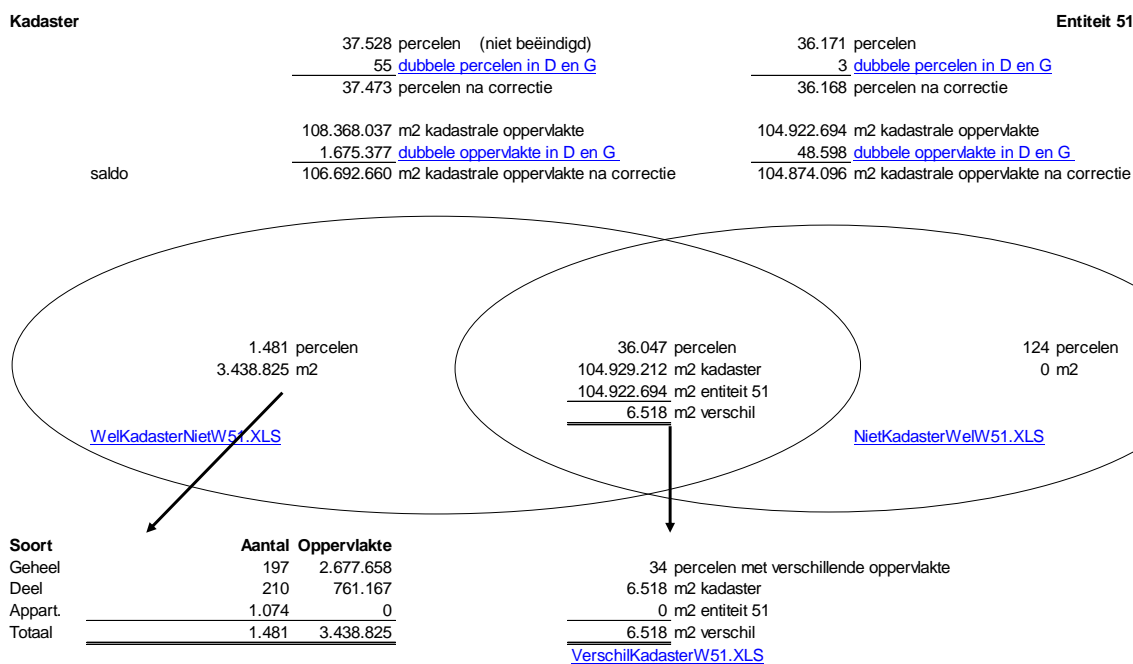 Kadaster Entiteit 51
37.528 percelen (niet beëindigd) 36.171 percelen
55 dubbele percelen in D en G 3 dubbele percelen in D en G
37.473 percelen na correctie 36.168 percelen na correctie
108.368.037 m2 kadastrale oppervlakte 104.922.694 m2 kadastrale oppervlakte
1.675.377 dubbele oppervlakte in D en G 48.598 dubbele oppervlakte in D en G
saldo 106.692.660 m2 kadastrale oppervlakte na correctie 104.874.096 m2 kadastrale oppervlakte na correctie
1.481 percelen 36.047 percelen 124 percelen
3.438.825 m2 104.929.212 m2 kadaster 0 m2
104.922.694 m2 entiteit 51
6.518 m2 verschil
WelKadasterNietW51.XLS NietKadasterWelW51.XLS
Soort Aantal Oppervlakte
Geheel 197 2.677.658 34 percelen met verschillende oppervlakte
Deel 210 761.167 6.518 m2 kadaster
Appart. 1.074 0 0 m2 entiteit 51
Totaal 1.481 3.438.825 6.518 m2 verschil
VerschilKadasterW51.XLS